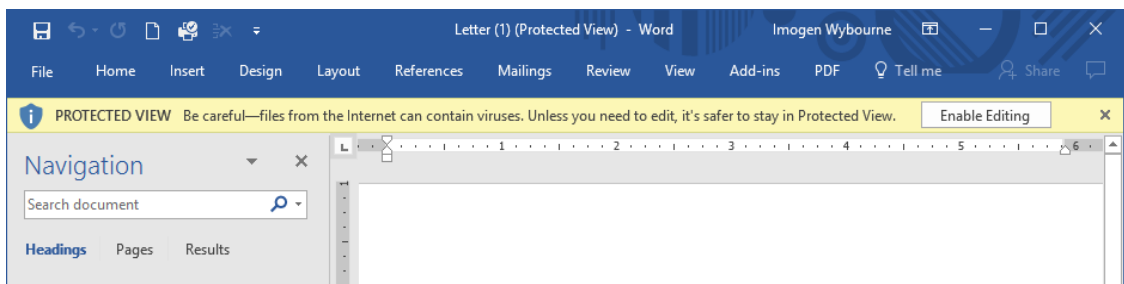 Letter (1) (Protected View) - Word Imogen Wybourne
File Home Insert Design Layout References Mailings Review View Add-ins PDF Tell me Share
PROTECTED VIEW Be careful—files from the Internet can contain viruses. Unless you need to edit, it's safer to stay in Protected View. Enable Editing
L 1 2 3 4 5 6
Navigation
1
Search document
Headings Pages Results